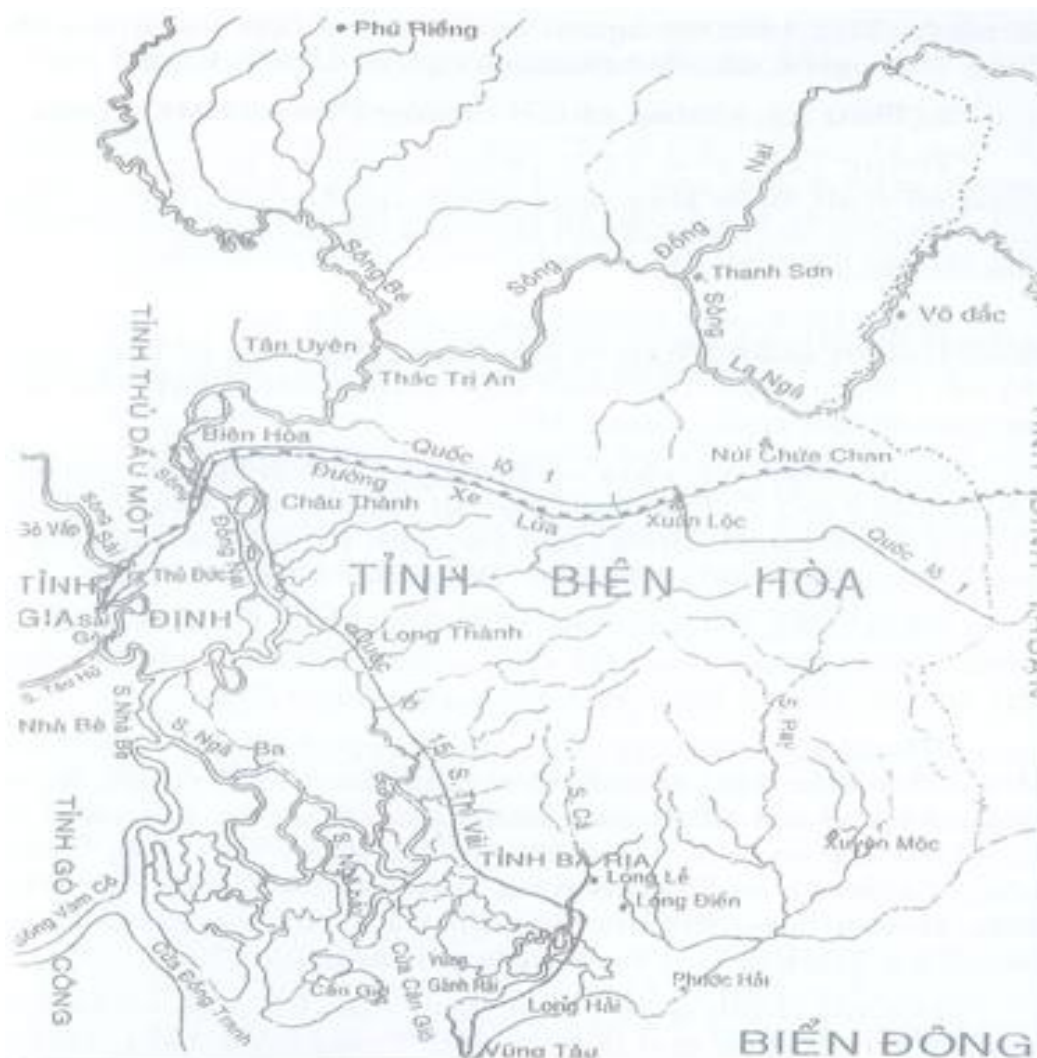 Phú Riềng
Sông Bé
Sông
Đồng
Nai
Thanh Sơn
Sông
La Ngà
Võ đắc
TỈNH THỦ DẦU MỘT
Tân Uyên
Thác Trị An
Biên Hòa
Quốc lộ 1
Núi Chứa Chan
Sông
Đường Xe Lửa
Châu Thành
Xuân Lộc
Sông Sài
Gò Vấp
Đồng Nai
Quốc lộ 1
Thủ Đức
TỈNH
GIA ĐỊNH
Sài Gòn
TỈNH BIÊN HÒA
Long Thành
Quốc lộ 15
S. Tàu Hủ
Nhà Bè
S Nhà Bè
S. Ngã Ba
S. Thị Vải
S. Ray
S. Cả
Xuyên Mộc
TỈNH BÀ RỊA
Long Lễ
Long Điền
TỈNH GÒ CÔNG
Sông Vàm Cỏ
Cửa Đồng Tranh
Cần Giờ
Cửa Cần Giờ
Vũng
Gành Rái
Phước Hải
Long Hải
Vũng Tàu
BIỂN ĐÔNG